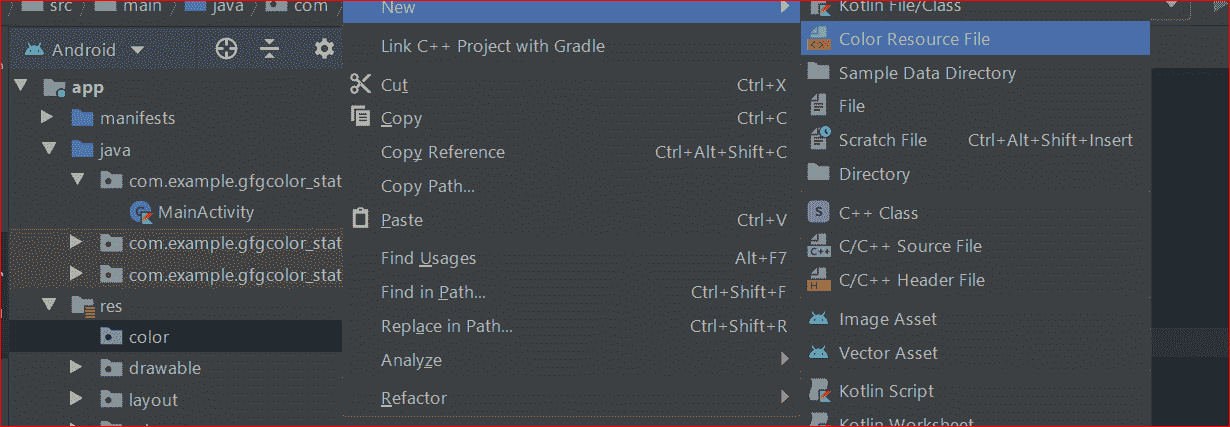 src main java com
Android
app
manifests
java
com.example.gfgcolor_stat
MainActivity
com.example.gfgcolor_stat
com.example.gfgcolor_stat
res
color
drawable
layout
New
Link C++ Project with Gradle
Cut Ctrl+X
Copy Ctrl+C
Copy Reference Ctrl+Alt+Shift+C
Copy Path...
Paste Ctrl+V
Find Usages Alt+F7
Find in Path... Ctrl+Shift+F
Replace in Path... Ctrl+Shift+R
Analyze
Refactor
Kotlin File/Class
Color Resource File
Sample Data Directory
File
Scratch File Ctrl+Alt+Shift+Insert
Directory
S C++ Class
C++ C/C++ Source File
H C/C++ Header File
Image Asset
Vector Asset
Kotlin Script
Kotlin Worksheet